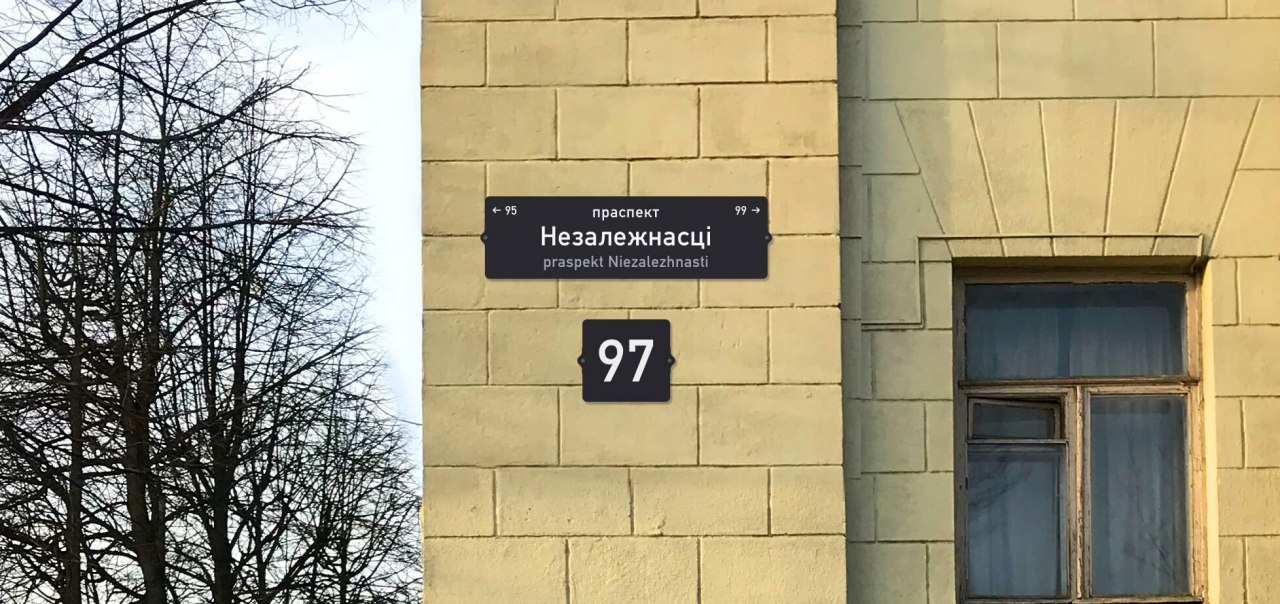 ← 95 праспект 99 →
Незалежнасці
praspekt Niezalezhnasti
97